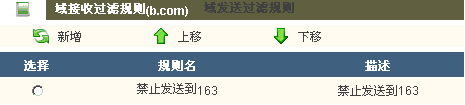 域接收过滤规则(b.com) 域发送过滤规则
新增 上移 下移
选择 规则名 描述
禁止发送到163 禁止发送到163